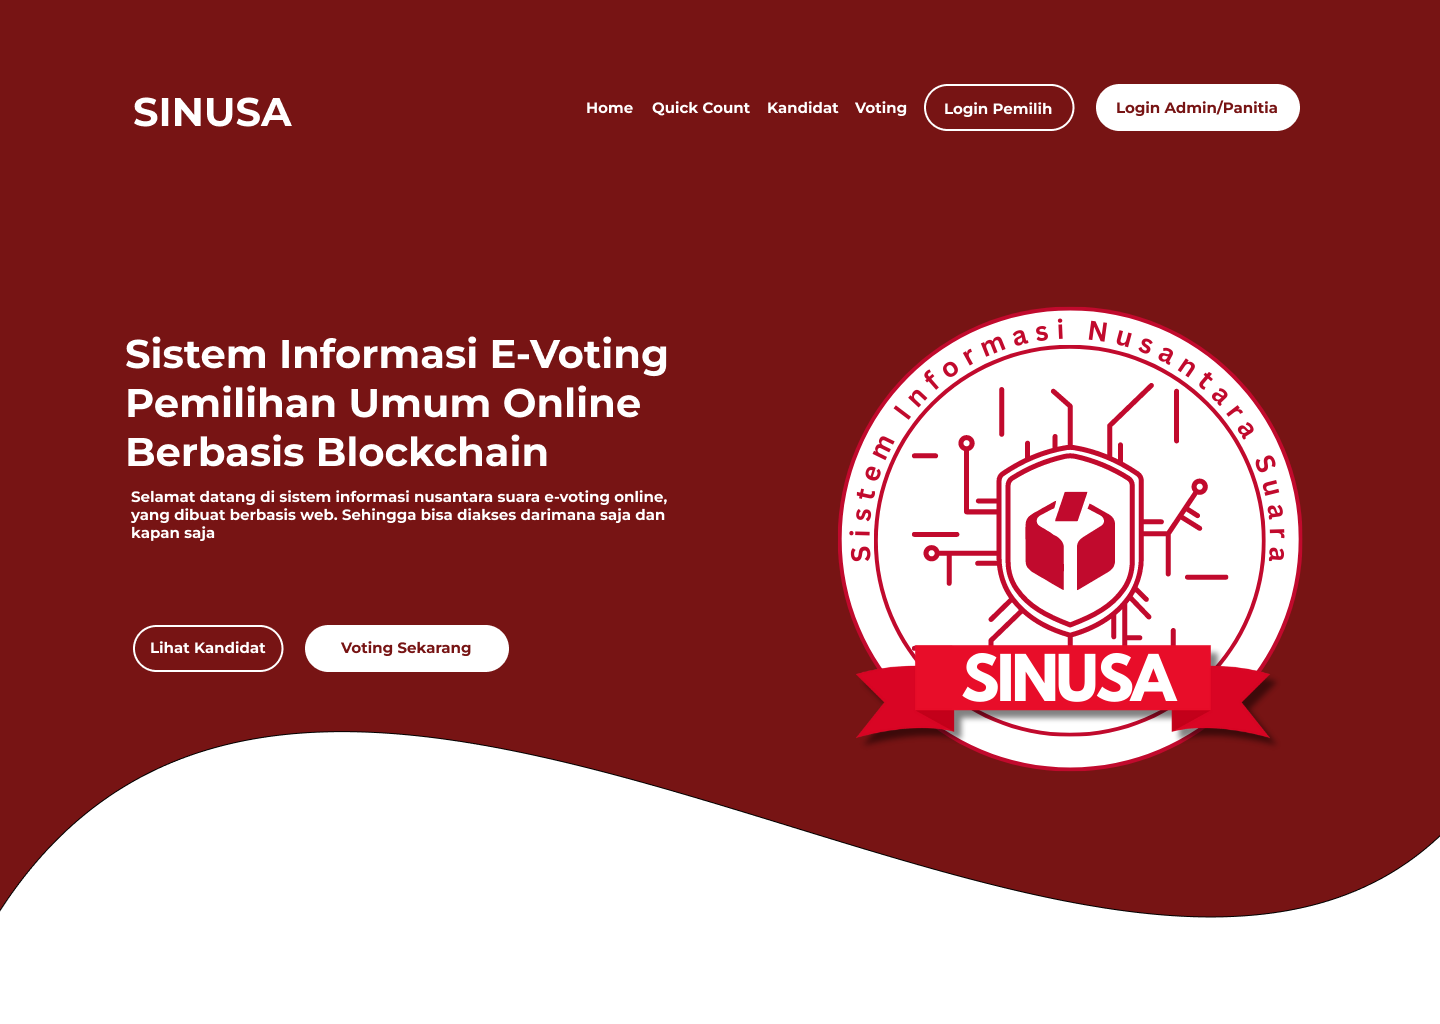 SINUSA
Home Quick Count Kandidat Voting Login Pemilih Login Admin/Panitia
Sistem Informasi E-Voting
Pemilihan Umum Online
Berbasis Blockchain
Selamat datang di sistem informasi nusantara suara e-voting online,
yang dibuat berbasis web. Sehingga bisa diakses darimana saja dan
kapan saja
Lihat Kandidat Voting Sekarang
Sistem Informasi Nusantara Suara
SINUSA